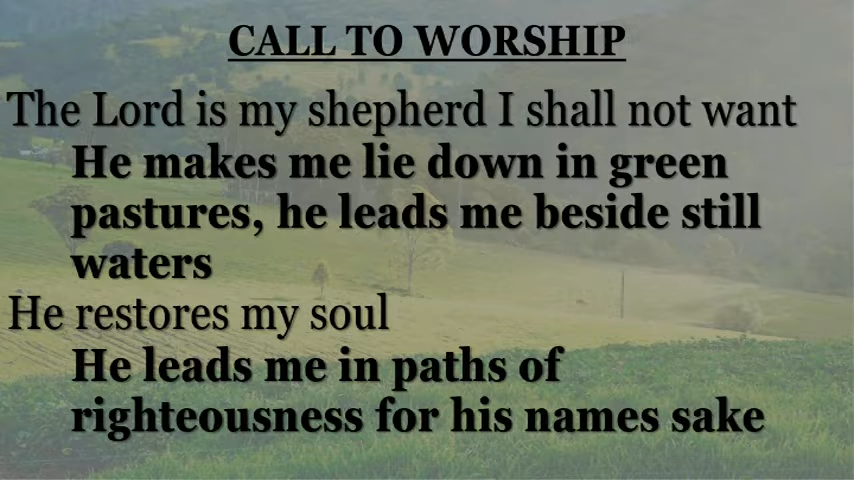 CALL TO WORSHIP
The Lord is my shepherd I shall not want
He makes me lie down in green
pastures, he leads me beside still
waters
He restores my soul
He leads me in paths of
righteousness for his names sake